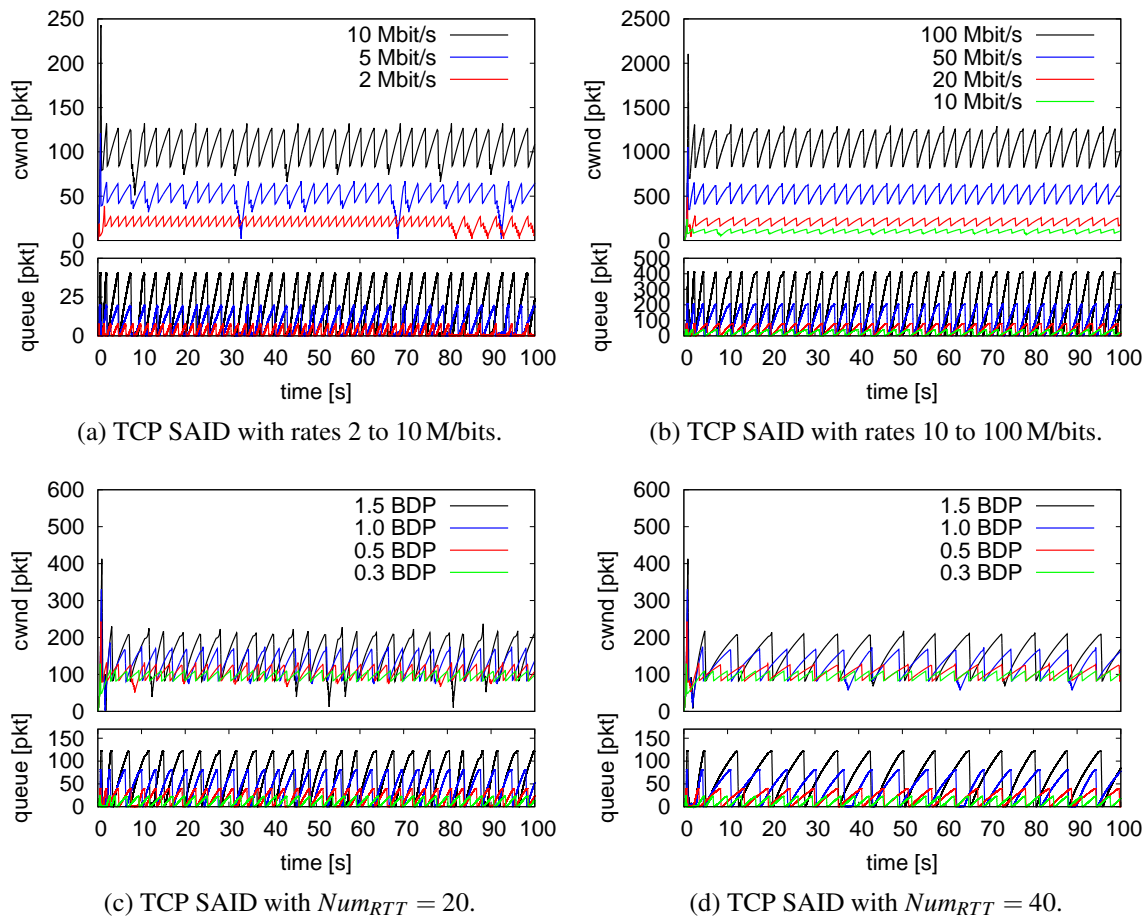 250
200
150
100
50
0
cwnd [pkt]
10 Mbit/s
5 Mbit/s
2 Mbit/s
50
25
0
queue [pkt]
0 10 20 30 40 50 60 70 80 90 100
time [s]
(a) TCP SAID with rates 2 to 10 M/bits.
2500
2000
1500
1000
500
0
cwnd [pkt]
100 Mbit/s
50 Mbit/s
20 Mbit/s
10 Mbit/s
500
400
300
200
100
0
queue [pkt]
0 10 20 30 40 50 60 70 80 90 100
time [s]
(b) TCP SAID with rates 10 to 100 M/bits.
600
500
400
300
200
100
0
cwnd [pkt]
1.5 BDP
1.0 BDP
0.5 BDP
0.3 BDP
150
100
50
0
queue [pkt]
0 10 20 30 40 50 60 70 80 90 100
time [s]
(c) TCP SAID with NumRTT = 20.
600
500
400
300
200
100
0
cwnd [pkt]
1.5 BDP
1.0 BDP
0.5 BDP
0.3 BDP
150
100
50
0
queue [pkt]
0 10 20 30 40 50 60 70 80 90 100
time [s]
(d) TCP SAID with NumRTT = 40.